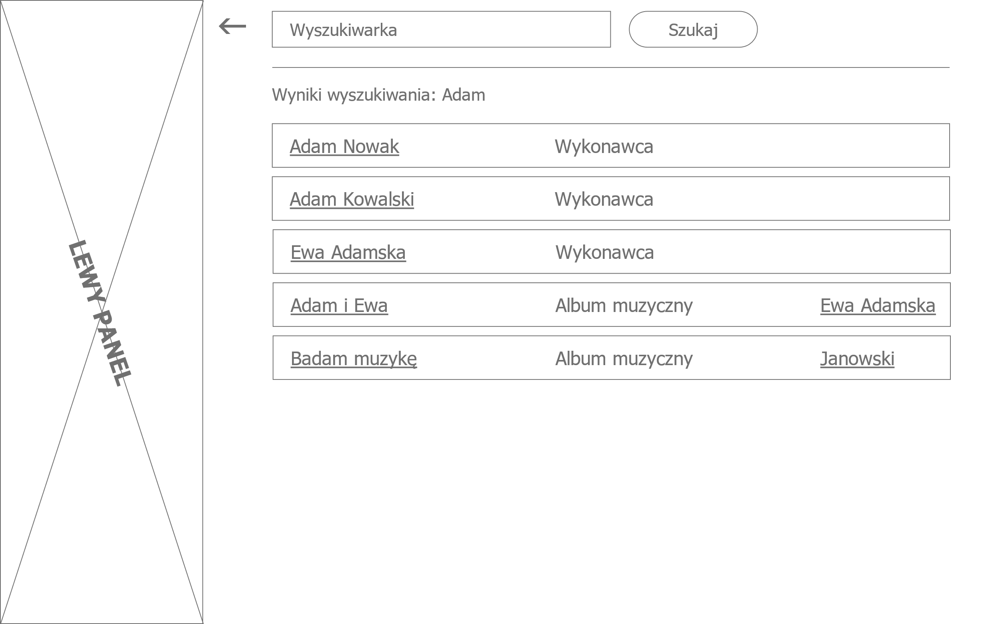 LEWY PANEL
Wyszukiwarka Szukaj
Wyniki wyszukiwania: Adam
Adam Nowak Wykonawca
Adam Kowalski Wykonawca
Ewa Adamska Wykonawca
Adam i Ewa Album muzyczny Ewa Adamska
Badam muzykę Album muzyczny Janowski